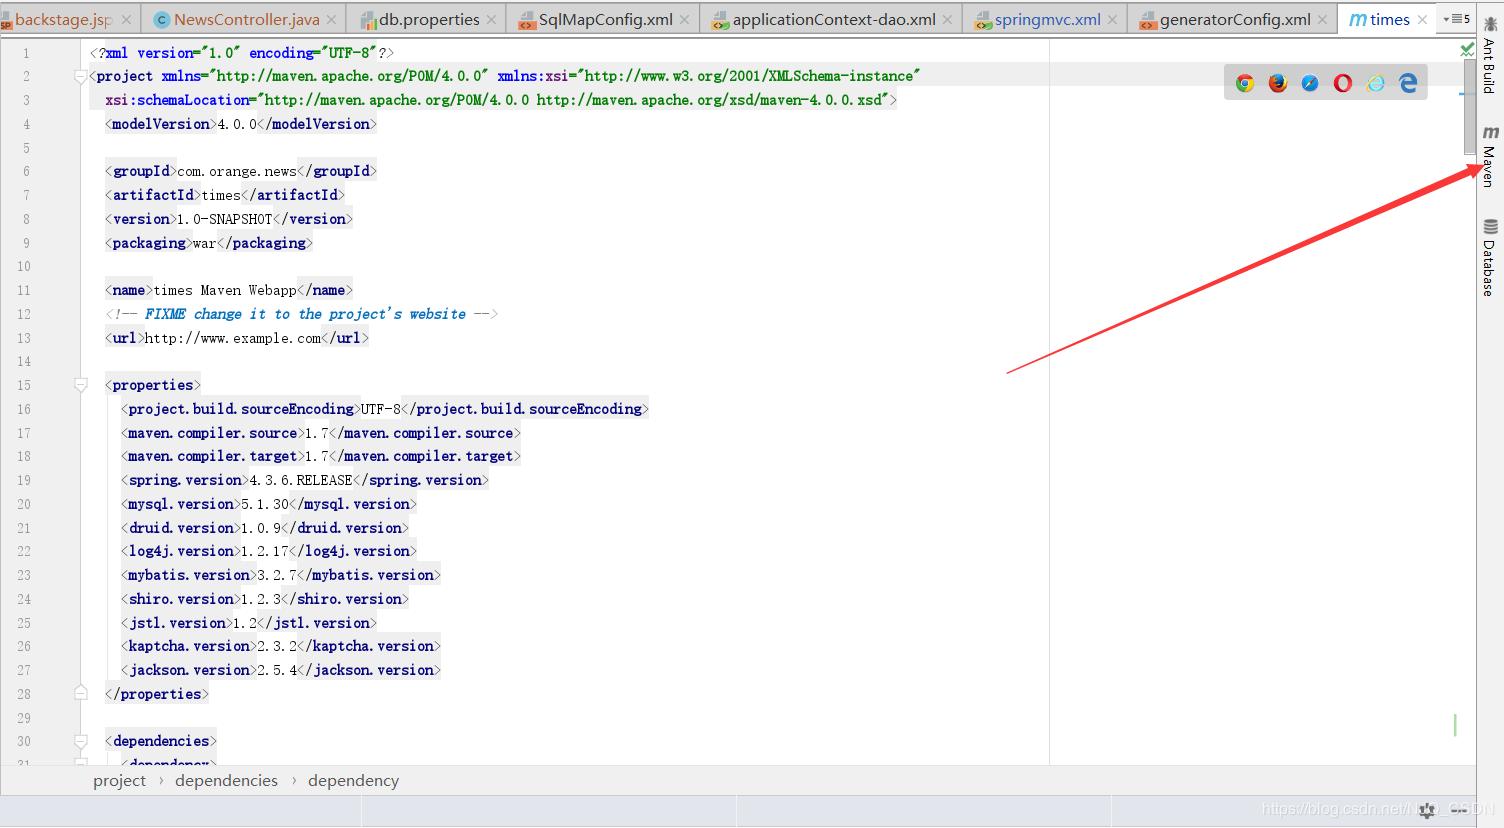 backstage.jsp NewsController.java db.properties SqlMapConfig.xml applicationContext-dao.xml springmvc.xml generatorConfig.xml m times 5
1 <?xml version="1.0" encoding="UTF-8"?>
2 <project xmlns="http://maven.apache.org/POM/4.0.0" xmlns:xsi="http://www.w3.org/2001/XMLSchema-instance"
3 xsi:schemaLocation="http://maven.apache.org/POM/4.0.0 http://maven.apache.org/xsd/maven-4.0.0.xsd">
4 <modelVersion>4.0.0</modelVersion>
5
6 <groupId>com.orange.news</groupId>
7 <artifactId>times</artifactId>
8 <version>1.0-SNAPSHOT</version>
9 <packaging>war</packaging>
10
11 <name>times Maven Webapp</name>
12 <!-- FIXME change it to the project's website -->
13 <url>http://www.example.com</url>
14
15 <properties>
16 <project.build.sourceEncoding>UTF-8</project.build.sourceEncoding>
17 <maven.compiler.source>1.7</maven.compiler.source>
18 <maven.compiler.target>1.7</maven.compiler.target>
19 <spring.version>4.3.6.RELEASE</spring.version>
20 <mysql.version>5.1.30</mysql.version>
21 <druid.version>1.0.9</druid.version>
22 <log4j.version>1.2.17</log4j.version>
23 <mybatis.version>3.2.7</mybatis.version>
24 <shiro.version>1.2.3</shiro.version>
25 <jstl.version>1.2</jstl.version>
26 <kaptcha.version>2.3.2</kaptcha.version>
27 <jackson.version>2.5.4</jackson.version>
28 </properties>
29
30 <dependencies>
31 <dependency>
project › dependencies › dependency
Ant Build
m Maven
Database